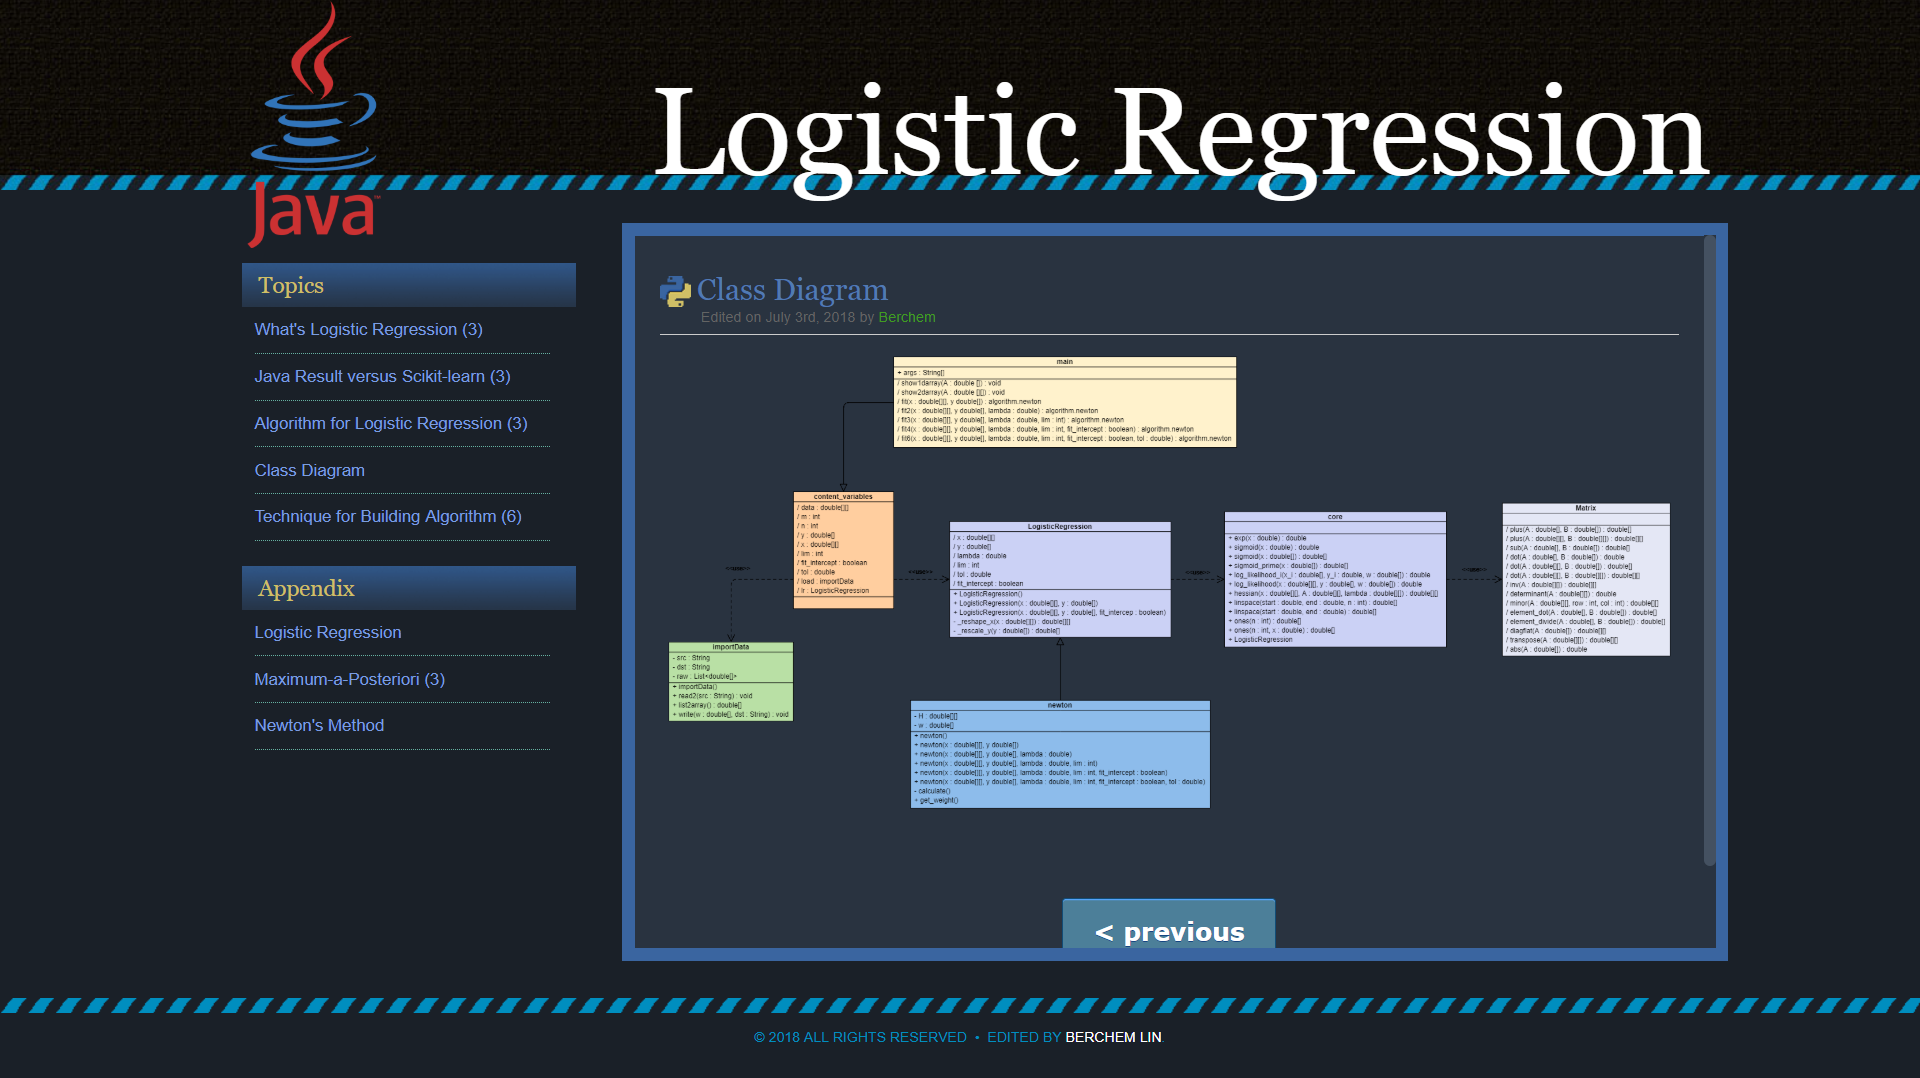 Java
Logistic Regression
Topics
What's Logistic Regression (3)
Java Result versus Scikit-learn (3)
Algorithm for Logistic Regression (3)
Class Diagram
Technique for Building Algorithm (6)
Appendix
Logistic Regression
Maximum-a-Posteriori (3)
Newton's Method
Class Diagram
Edited on July 3rd, 2018 by Berchem
main
+ args : String[]
/ show1darray(A : double []) : void
/ show2darray(A : double [][]) : void
/ fit(x : double[][], y double[]) : algorithm.newton
/ fit2(x : double[][], y double[], lambda : double) : algorithm.newton
/ fit3(x : double[][], y double[], lambda : double, lim : int) : algorithm.newton
/ fit4(x : double[][], y double[], lambda : double, lim : int, fit_intercept : boolean) : algorithm.newton
/ fit6(x : double[][], y double[], lambda : double, lim : int, fit_intercept : boolean, tol : double) : algorithm.newton
content_variables
/ data : double[][]
/ m : int
/ n : int
/ y : double[]
/ x : double[][]
/ lim : int
/ fit_intercept : boolean
/ tol : double
/ load : importData
/ lr : LogisticRegression
importData
- src : String
- dst : String
- raw : List<double[]>
+ importData()
+ read2(src : String) : void
+ list2array() : double[]
+ write(w : double[], dst : String) : void
LogisticRegression
/ x : double[][]
/ y : double[]
/ lambda : double
/ lim : int
/ tol : double
/ fit_intercept : boolean
+ LogisticRegression()
+ LogisticRegression(x : double[][], y : double[])
+ LogisticRegression(x : double[][], y : double[], fit_intercep : boolean)
- _reshape_x(x : double[][]) : double[][]
- _rescale_y(y : double[]) : double[]
newton
- H : double[][]
- w : double[]
+ newton()
+ newton(x : double[][], y double[])
+ newton(x : double[][], y double[], lambda : double)
+ newton(x : double[][], y double[], lambda : double, lim : int)
+ newton(x : double[][], y double[], lambda : double, lim : int, fit_intercept : boolean)
+ newton(x : double[][], y double[], lambda : double, lim : int, fit_intercept : boolean, tol : double)
- calculate()
+ get_weight()
core
+ exp(x : double) : double
+ sigmoid(x : double) : double
+ sigmoid(x : double[]) : double[]
+ sigmoid_prime(x : double[]) : double[]
+ log_likelihood_i(x_i : double[], y_i : double, w : double[]) : double
+ log_likelihood(x : double[][], y : double[], w : double[]) : double
+ hessian(x : double[][], A : double[], lambda : double[][]) : double[][]
+ linspace(start : double, end : double, n : int) : double[]
+ linspace(start : double, end : double) : double[]
+ ones(n : int) : double[]
+ ones(n : int, x : double) : double[]
+ LogisticRegression
Matrix
/ plus(A : double[], B : double[]) : double[]
/ plus(A : double[][], B : double[][]) : double[][]
/ sub(A : double[], B : double[]) : double[]
/ dot(A : double[], B : double[]) : double
/ dot(A : double[][], B : double[]) : double[]
/ dot(A : double[][], B : double[][]) : double[][]
/ inv(A : double[][]) : double[][]
/ determinant(A : double[][]) : double
/ minor(A : double[][], row : int, col : int) : double[][]
/ element_dot(A : double[], B : double[]) : double[]
/ element_divide(A : double[], B : double[]) : double[]
/ diagflat(A : double[]) : double[][]
/ transpose(A : double[][]) : double[][]
/ abs(A : double[]) : double
< previous
© 2018 ALL RIGHTS RESERVED • EDITED BY BERCHEM LIN.